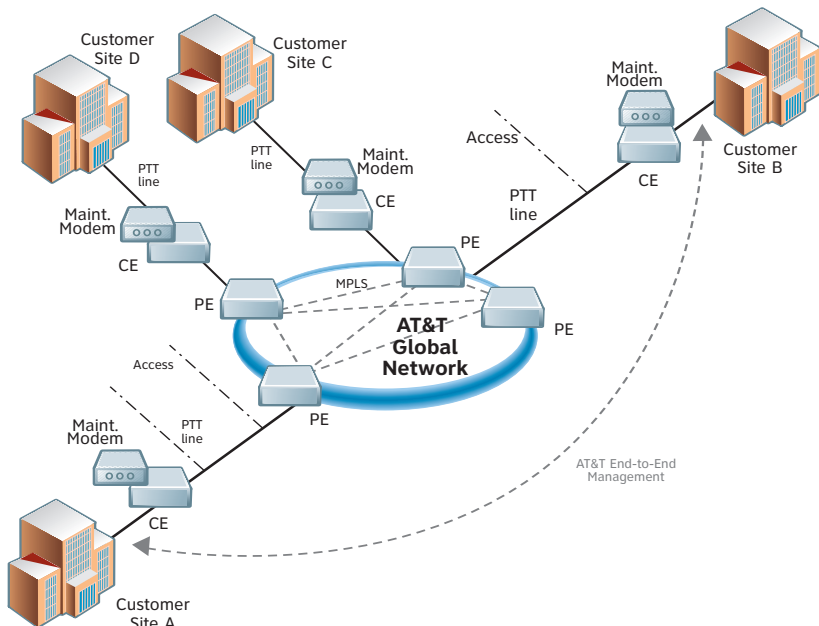 Customer
Site D
Customer
Site C
Maint.
Modem
Customer
Site B
Access
CE
PTT
line
PTT
line
PTT
line
Maint.
Modem
CE
Maint.
Modem
CE
PE
PE
MPLS
AT&T
Global
Network
PE
PE
Access
PTT
line
Maint.
Modem
CE
AT&T End-to-End
Management
Customer
Site A